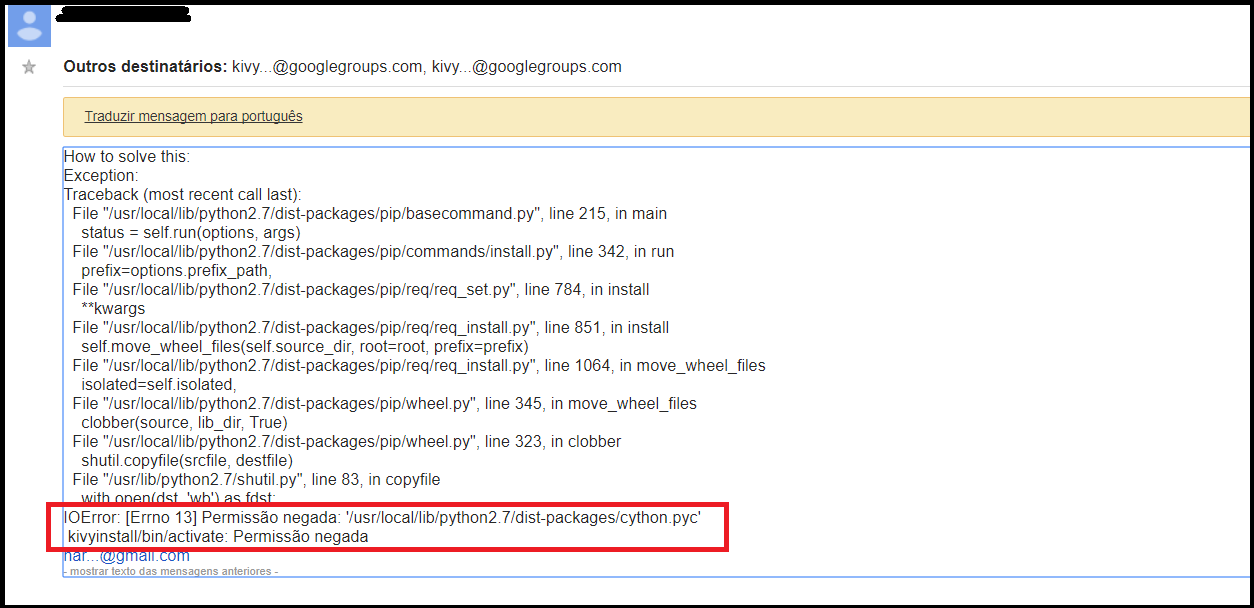 Outros destinatários: kivy...@googlegroups.com, kivy...@googlegroups.com
Traduzir mensagem para português
How to solve this:
Exception:
Traceback (most recent call last):
File "/usr/local/lib/python2.7/dist-packages/pip/basecommand.py", line 215, in main
status = self.run(options, args)
File "/usr/local/lib/python2.7/dist-packages/pip/commands/install.py", line 342, in run
prefix=options.prefix_path,
File "/usr/local/lib/python2.7/dist-packages/pip/req/req_set.py", line 784, in install
**kwargs
File "/usr/local/lib/python2.7/dist-packages/pip/req/req_install.py", line 851, in install
self.move_wheel_files(self.source_dir, root=root, prefix=prefix)
File "/usr/local/lib/python2.7/dist-packages/pip/req/req_install.py", line 1064, in move_wheel_files
isolated=self.isolated,
File "/usr/local/lib/python2.7/dist-packages/pip/wheel.py", line 345, in move_wheel_files
clobber(source, lib_dir, True)
File "/usr/local/lib/python2.7/dist-packages/pip/wheel.py", line 323, in clobber
shutil.copyfile(srcfile, destfile)
File "/usr/lib/python2.7/shutil.py", line 83, in copyfile
with open(dst, 'wb') as fdst:
IOError: [Errno 13] Permissão negada: '/usr/local/lib/python2.7/dist-packages/cython.pyc'
kivyinstall/bin/activate: Permissão negada
nar...@gmail.com
- mostrar texto das mensagens anteriores -